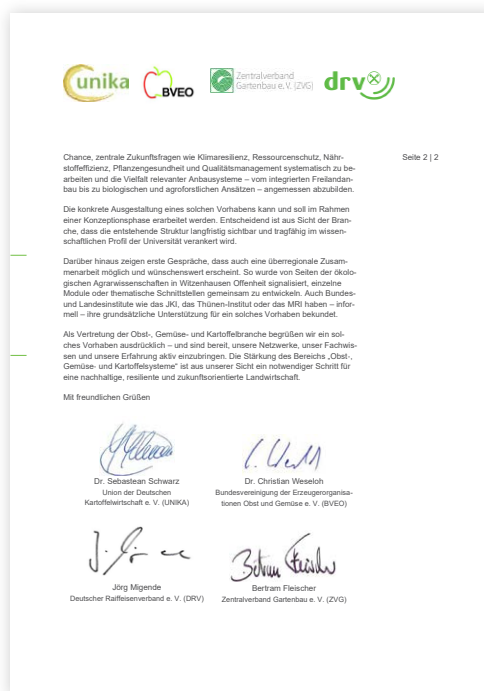 unika
BVEO
Zentralverband
Gartenbau e.V. (ZVG)
drv
Seite 2 | 2
Chance, zentrale Zukunftsfragen wie Klimaresilienz, Ressourcenschutz, Nähr-
stoffeffizienz, Pflanzengesundheit und Qualitätsmanagement systematisch zu be-
arbeiten und die Vielfalt relevanter Anbausysteme – vom integrierten Freilandan-
bau bis zu biologischen und agroforstlichen Ansätzen – angemessen abzubilden.
Die konkrete Ausgestaltung eines solchen Vorhabens kann und soll im Rahmen
einer Konzeptionsphase erarbeitet werden. Entscheidend ist aus Sicht der Bran-
che, dass die entstehende Struktur langfristig sichtbar und tragfähig im wissen-
schaftlichen Profil der Universität verankert wird.
Darüber hinaus zeigen erste Gespräche, dass auch eine überregionale Zusam-
menarbeit möglich und wünschenswert erscheint. So wurde von Seiten der ökolo-
gischen Agrarwissenschaften in Witzenhausen Offenheit signalisiert, einzelne
Module oder thematische Schnittstellen gemeinsam zu entwickeln. Auch Bundes-
und Landesinstitute wie das JKI, das Thünen-Institut oder das MRI haben – infor-
mell – ihre grundsätzliche Unterstützung für ein solches Vorhaben bekundet.
Als Vertretung der Obst-, Gemüse- und Kartoffelbranche begrüßen wir ein sol-
ches Vorhaben ausdrücklich – und sind bereit, unsere Netzwerke, unser Fachwis-
sen und unsere Erfahrung aktiv einzubringen. Die Stärkung des Bereichs „Obst-,
Gemüse- und Kartoffelsysteme“ ist aus unserer Sicht ein notwendiger Schritt für
eine nachhaltige, resiliente und zukunftsorientierte Landwirtschaft.
Mit freundlichen Grüßen
Dr. Sebastean Schwarz
Union der Deutschen
Kartoffelwirtschaft e. V. (UNIKA)
Dr. Christian Weseloh
Bundesvereinigung der Erzeugerorganisa-
tionen Obst und Gemüse e. V. (BVEO)
Bertram Fleischer
Jörg Migende
Deutscher Raiffeisenverband e. V. (DRV)
Bertram Fleischer
Zentralverband Gartenbau e. V. (ZVG)